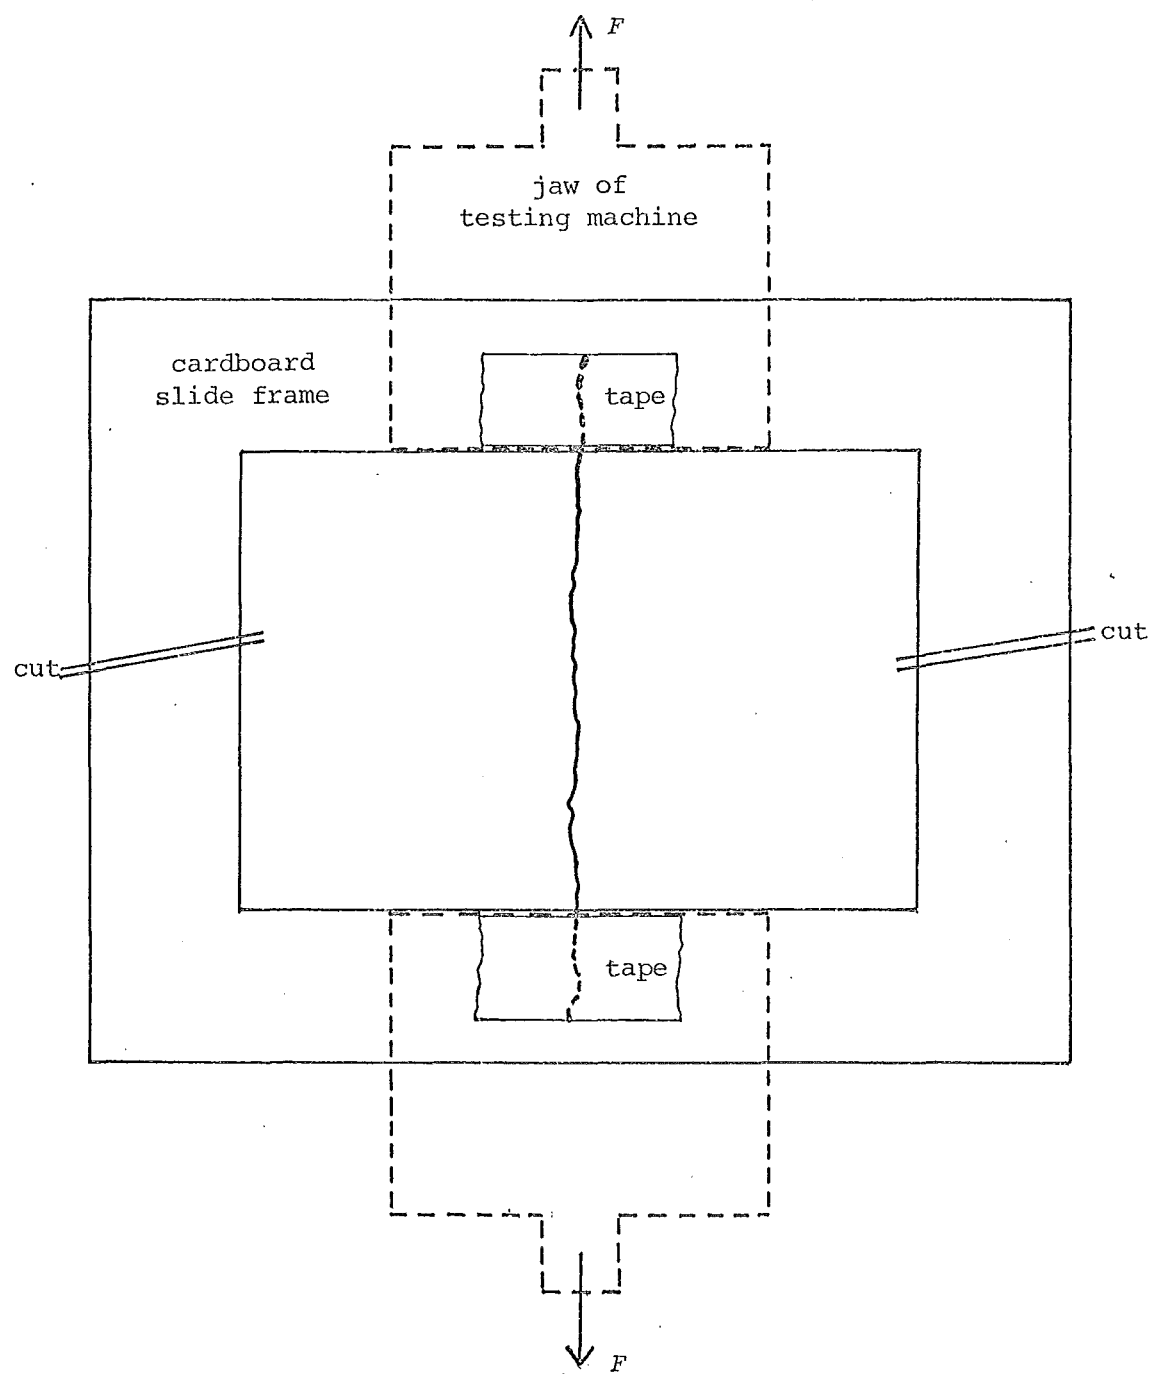 F
jaw of
testing machine
cardboard
slide frame
tape
cut
cut
tape
F